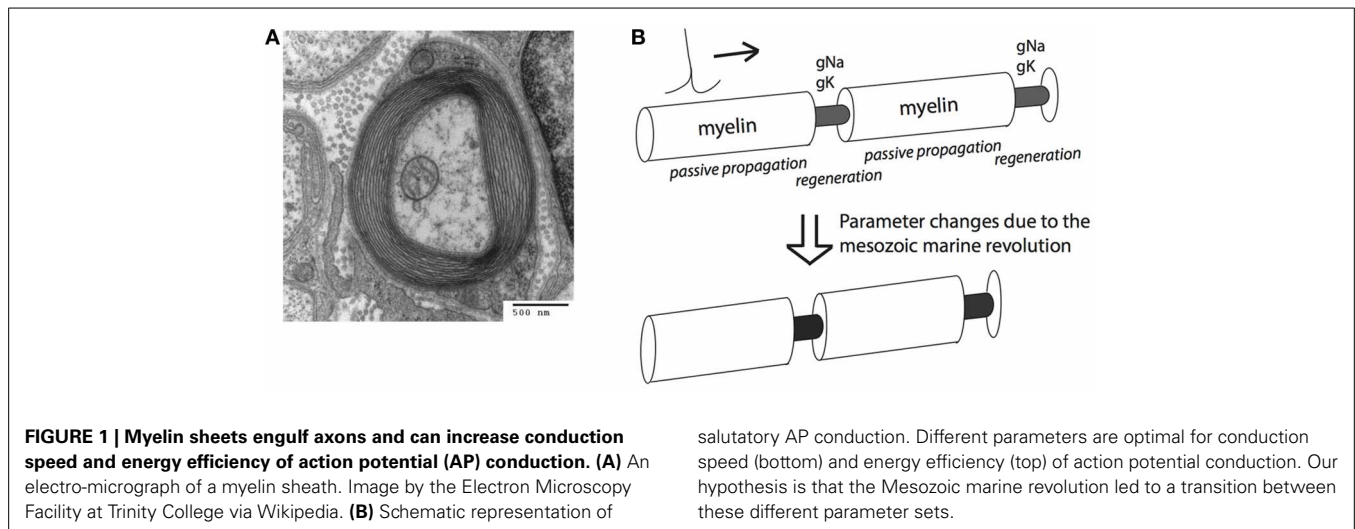 A
500 nm
B
gNa
gK
gNa
gK
myelin
myelin
passive propagation
regeneration
passive propagation
regeneration
Parameter changes due to the
mesozoic marine revolution
FIGURE 1 | Myelin sheets engulf axons and can increase conduction
speed and energy efficiency of action potential (AP) conduction. (A) An
electro-micrograph of a myelin sheath. Image by the Electron Microscopy
Facility at Trinity College via Wikipedia. (B) Schematic representation of
salutatory AP conduction. Different parameters are optimal for conduction
speed (bottom) and energy efficiency (top) of action potential conduction. Our
hypothesis is that the Mesozoic marine revolution led to a transition between
these different parameter sets.